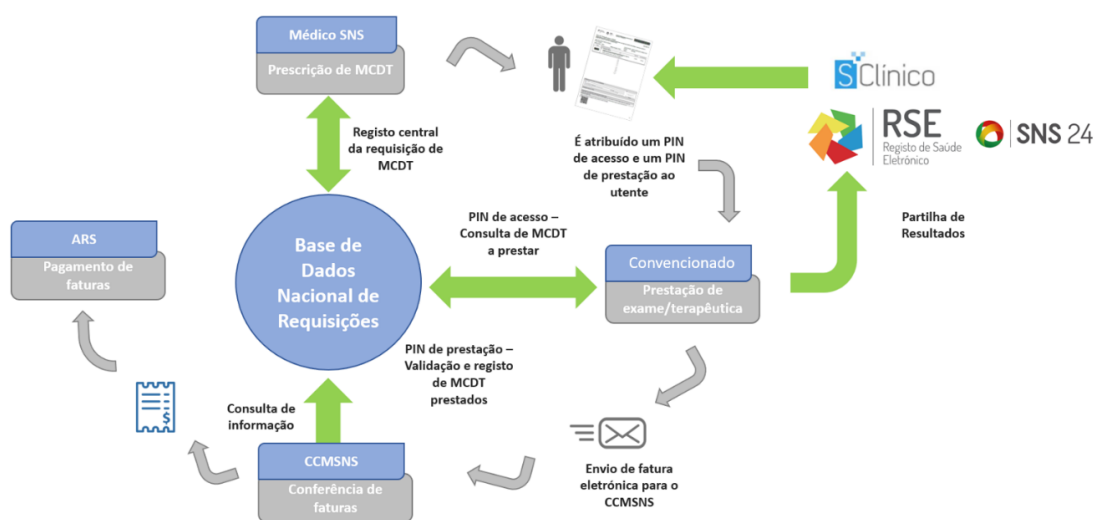 Médico SNS
Prescrição de MCDT
Registo central
da requisição de
MCDT
É atribuído um PIN
de acesso e um PIN
de prestação ao
utente
SClínico
RSE
Registo de Saúde
Eletrónico
SNS 24
Partilha de
Resultados
ARS
Pagamento de
faturas
Base de
Dados
Nacional de
Requisições
PIN de acesso –
Consulta de MCDT
a prestar
Convencionado
Prestação de
exame/terapêutica
PIN de prestação –
Validação e registo
de MCDT
prestados
Consulta de
informação
$
CCMSNS
Conferência de
faturas
Envio de fatura
eletrónica para o
CCMSNS